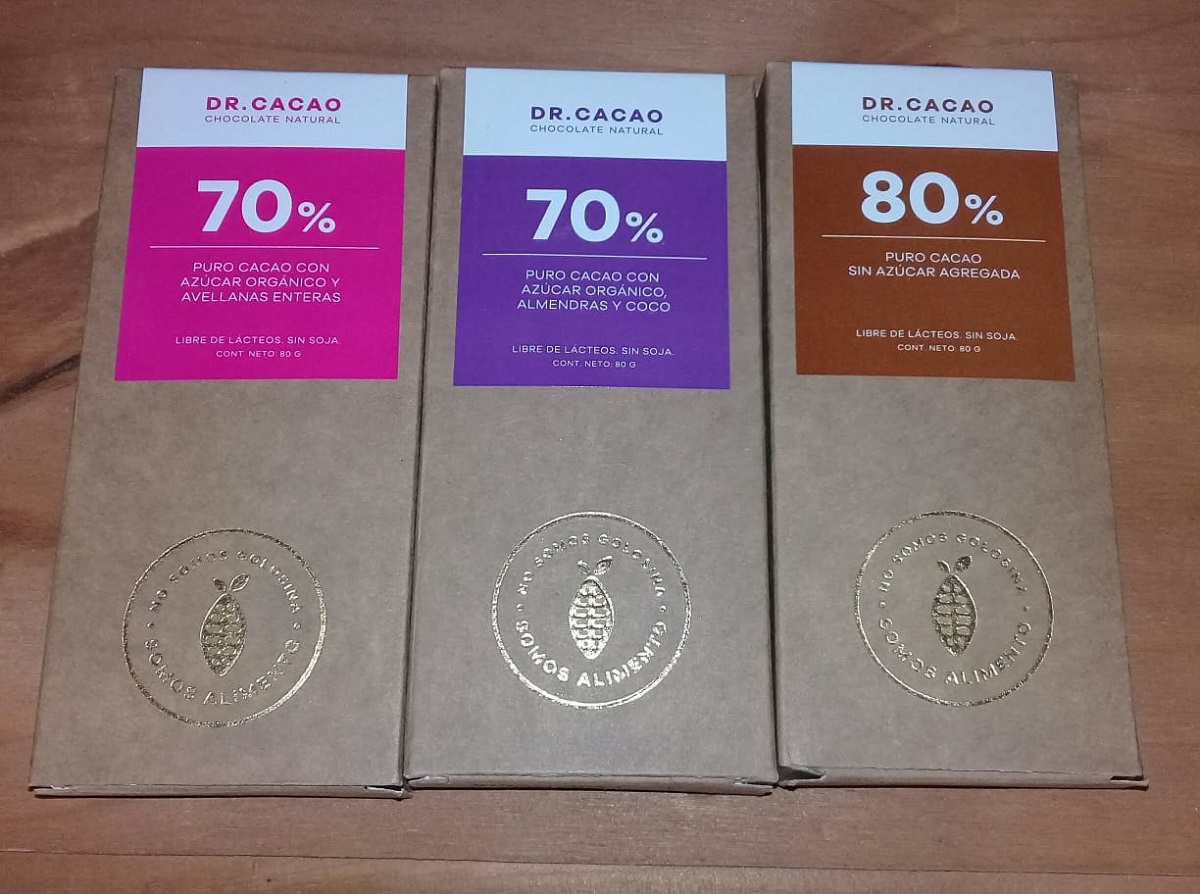 DR.CACAO
CHOCOLATE NATURAL
70%
PURO CACAO CON
AZÚCAR ORGÁNICO Y
AVELLANAS ENTERAS
LIBRE DE LÁCTEOS. SIN SOJA.
CONT. NETO: 80 G
NO SOMOS GOLOSINA
SOMOS ALIMENTO
DR.CACAO
CHOCOLATE NATURAL
70%
PURO CACAO CON
AZÚCAR ORGÁNICO,
ALMENDRAS Y COCO
LIBRE DE LÁCTEOS. SIN SOJA.
CONT. NETO: 80 G
NO SOMOS GOLOSINA
SOMOS ALIMENTO
DR.CACAO
CHOCOLATE NATURAL
80%
PURO CACAO
SIN AZÚCAR AGREGADA
LIBRE DE LÁCTEOS. SIN SOJA.
CONT. NETO: 80 G
NO SOMOS GOLOSINA
SOMOS ALIMENTO